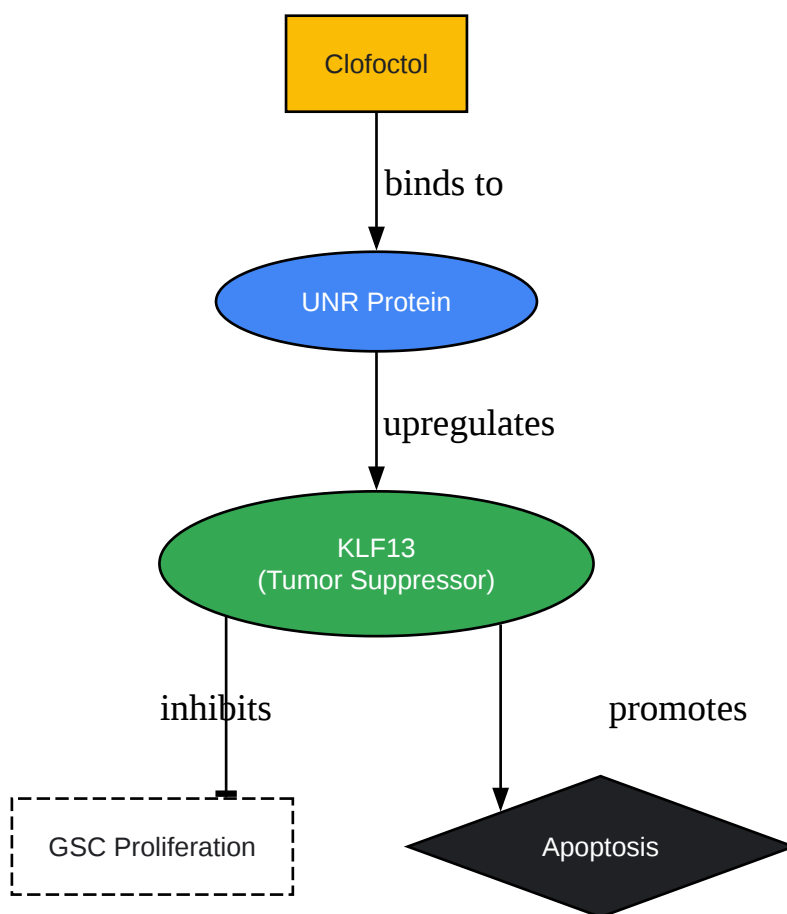 Clofoctol
binds to
UNR Protein
upregulates
KLF13
(Tumor Suppressor)
inhibits
promotes
GSC Proliferation
Apoptosis